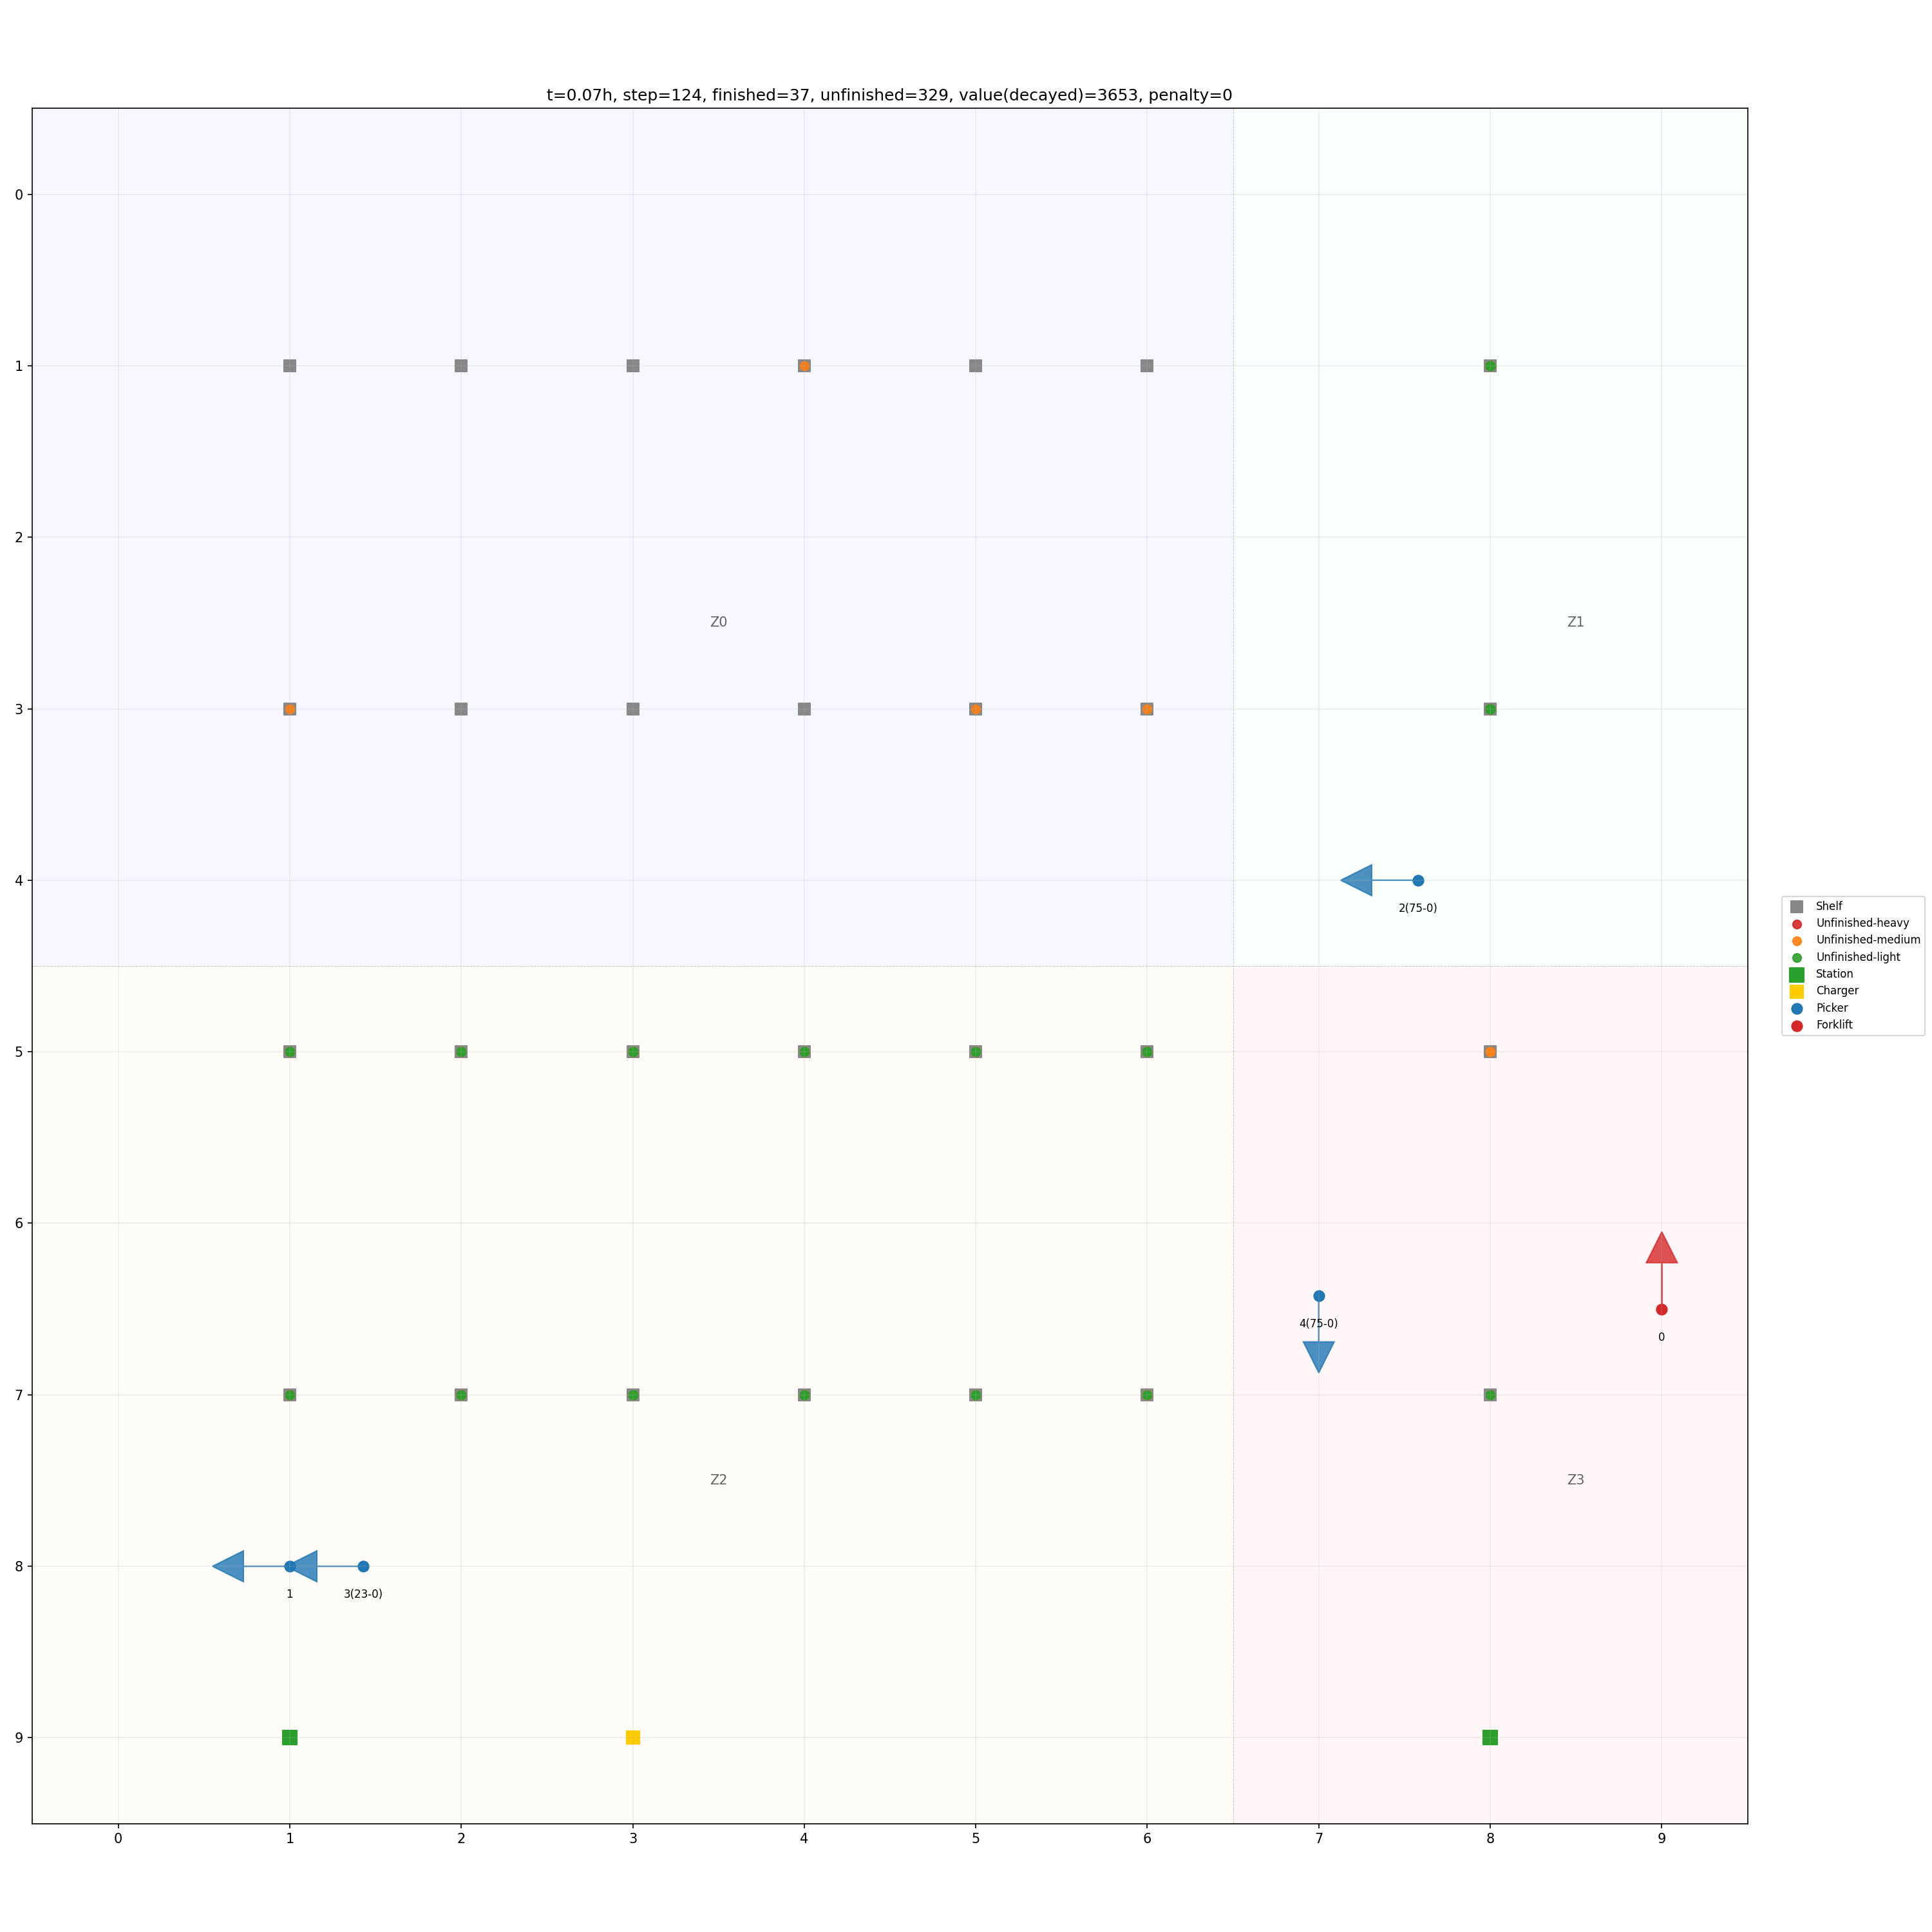 t=0.07h, step=124, finished=37, unfinished=329, value(decayed)=3653, penalty=0
0
1
2
Z0
Z1
3
4
2(75-0)
Shelf
Unfinished-heavy
Unfinished-medium
Unfinished-light
Station
Charger
Picker
Forklift
5
6
4(75-0)
0
7
Z2
Z3
8
1
3(23-0)
9
0 1 2 3 4 5 6 7 8 9